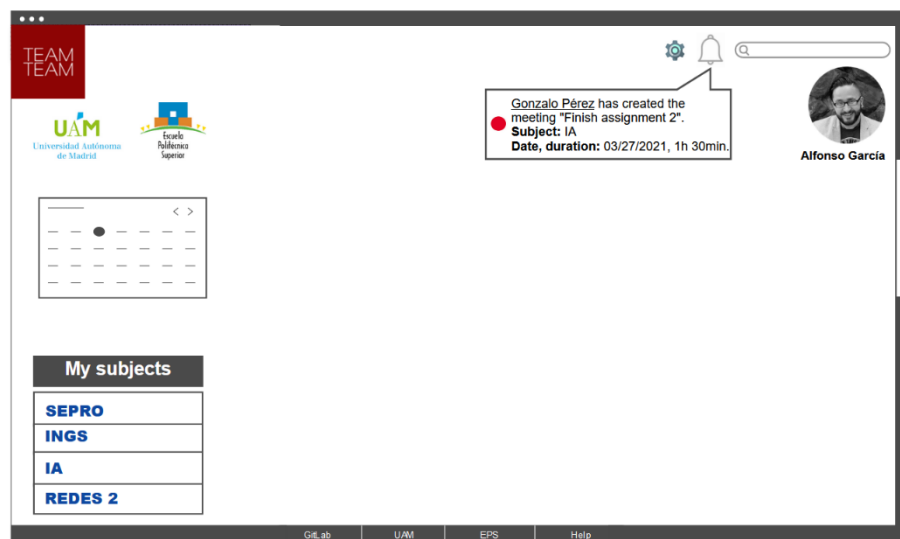 TEAM
TEAM
UAM
Universidad Autónoma
de Madrid
Escuela
Politécnica
Superior
Gonzalo Pérez has created the
meeting "Finish assignment 2".
Subject: IA
Date, duration: 03/27/2021, 1h 30min.
Alfonso García
My subjects
SEPRO
INGS
IA
REDES 2
GitLab
UAM
EPS
Help